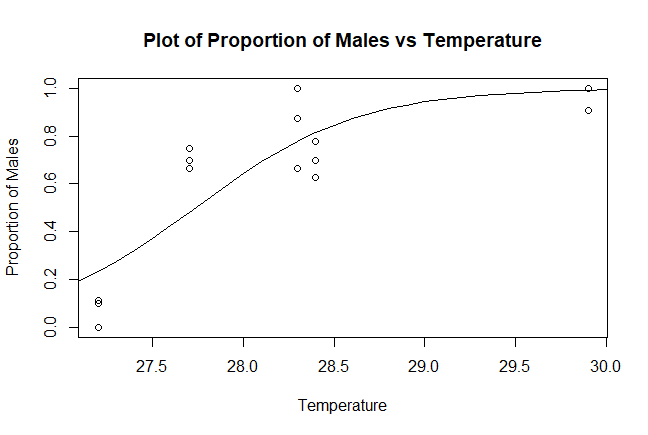 Plot of Proportion of Males vs Temperature
Proportion of Males
1.0
0.8
0.6
0.4
0.2
0.0
27.5 28.0 28.5 29.0 29.5 30.0
Temperature